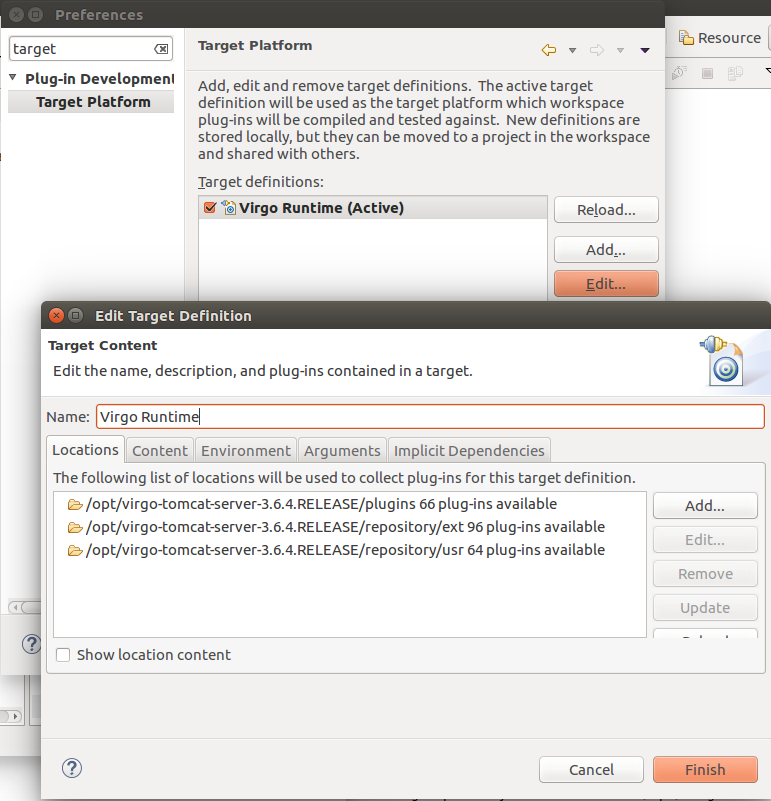 Preferences
target
Plug-in Development
Target Platform
Target Platform
Resource
Add, edit and remove target definitions. The active target
definition will be used as the target platform which workspace
plug-ins will be compiled and tested against. New definitions are
stored locally, but they can be moved to a project in the workspace
and shared with others.
Target definitions:
Virgo Runtime (Active)
Reload...
Add...
Edit...
Edit Target Definition
Target Content
Edit the name, description, and plug-ins contained in a target.
Name: Virgo Runtime
Locations Content Environment Arguments Implicit Dependencies
The following list of locations will be used to collect plug-ins for this target definition.
/opt/virgo-tomcat-server-3.6.4.RELEASE/plugins 66 plug-ins available
/opt/virgo-tomcat-server-3.6.4.RELEASE/repository/ext 96 plug-ins available
/opt/virgo-tomcat-server-3.6.4.RELEASE/repository/usr 64 plug-ins available
Add...
Edit...
Remove
Update
Show location content
Cancel
Finish